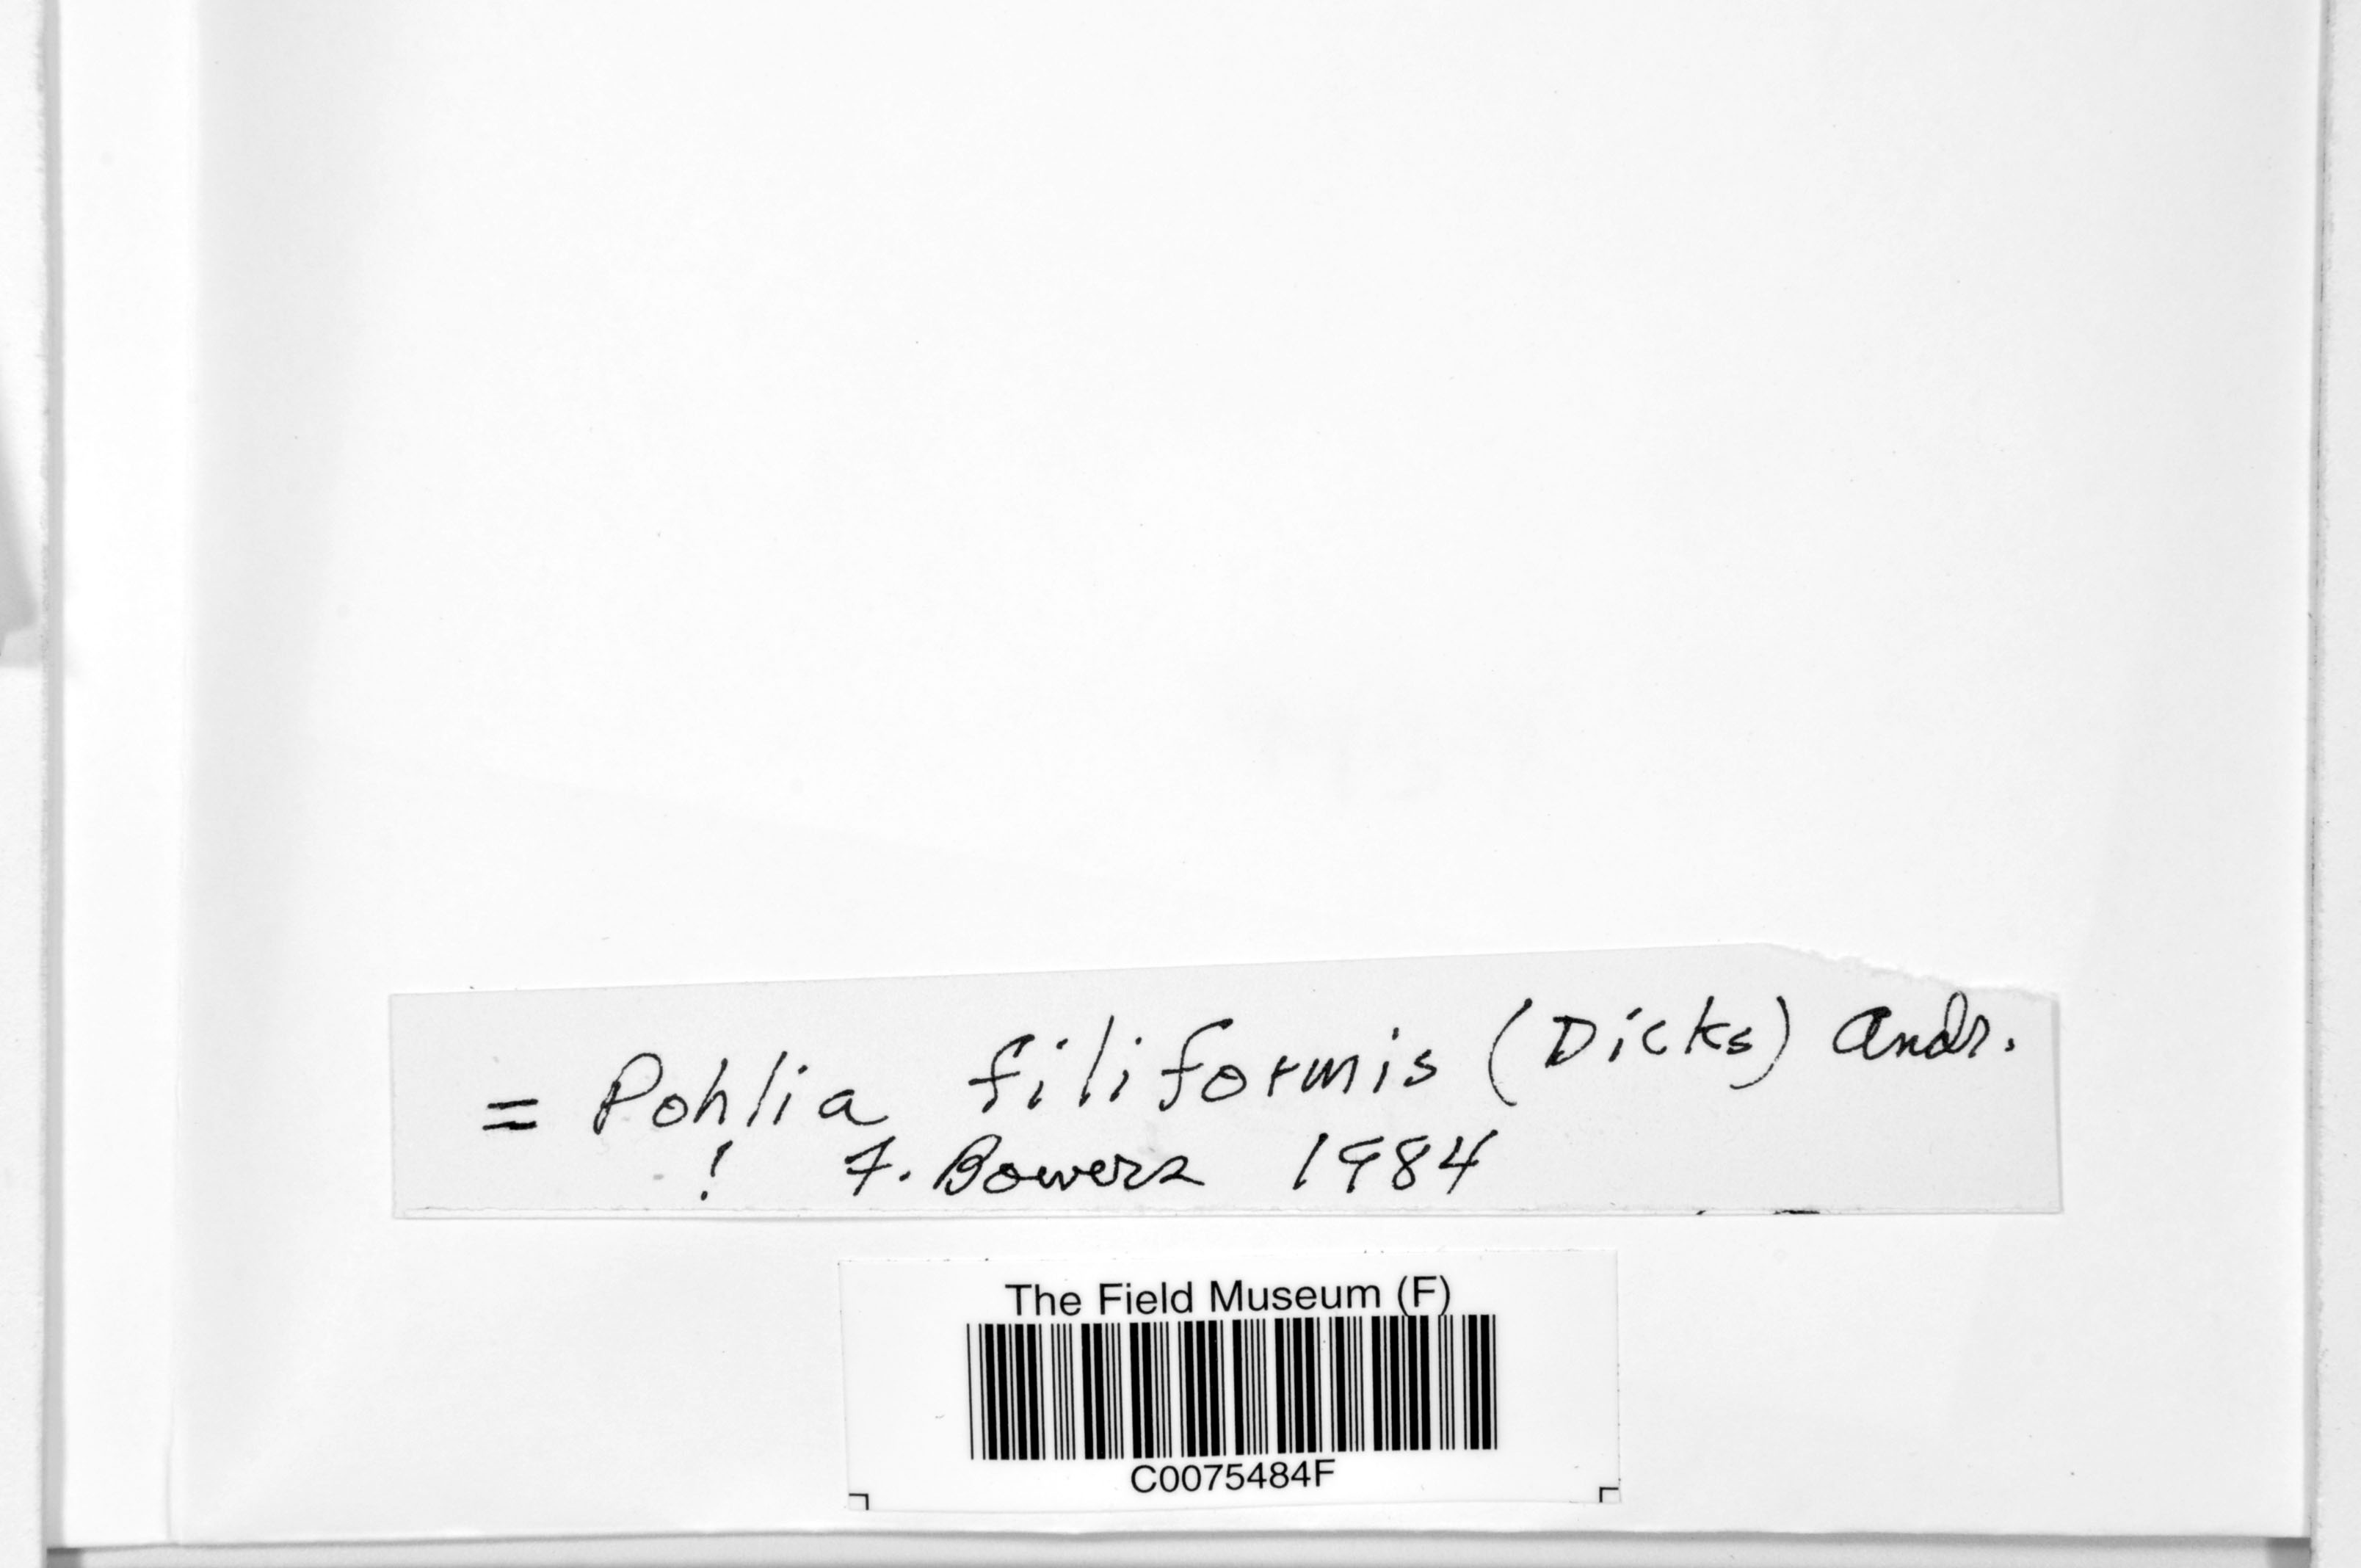 = Pohlia filiformis (Dicks) Andr.
! F. Bowers 1984
The Field Museum (F)
C0075484F